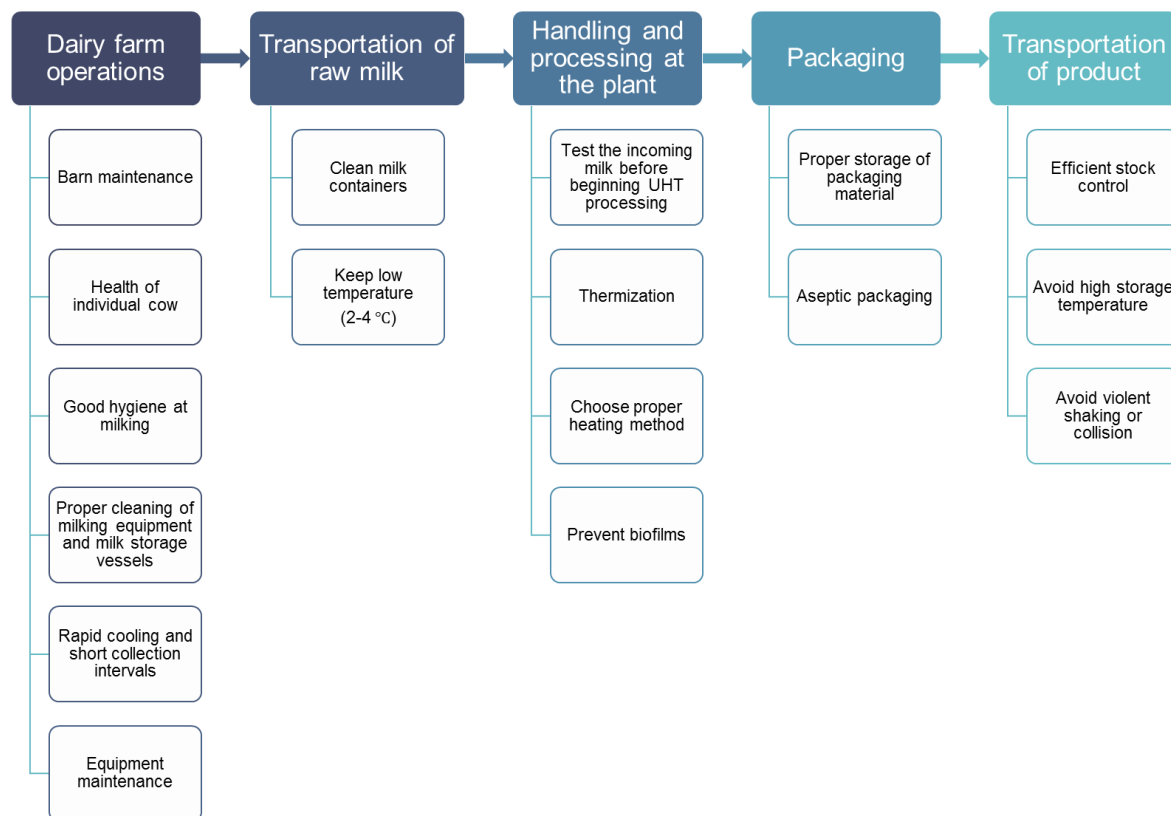 Dairy farm
operations
Transportation of
raw milk
Handling and
processing at
the plant
Packaging
Transportation
of product
Barn maintenance
Health of
individual cow
Good hygiene at
milking
Proper cleaning of
milking equipment
and milk storage
vessels
Rapid cooling and
short collection
intervals
Equipment
maintenance
Clean milk
containers
Keep low
temperature
(2-4 ℃)
Test the incoming
milk before
beginning UHT
processing
Thermization
Choose proper
heating method
Prevent biofilms
Proper storage of
packaging
material
Aseptic packaging
Efficient stock
control
Avoid high storage
temperature
Avoid violent
shaking or
collision